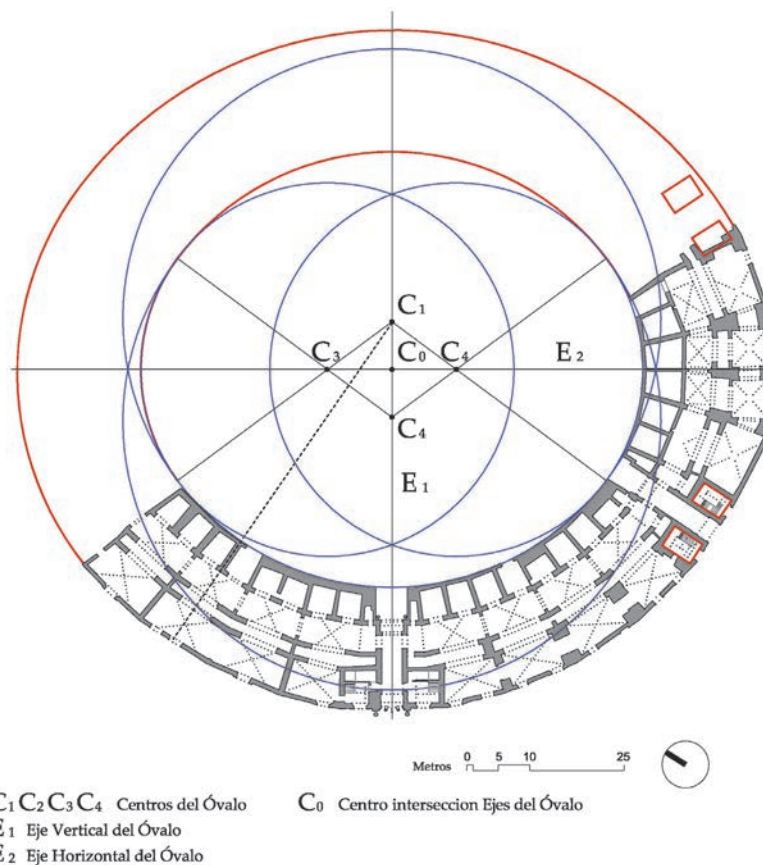 C1
C3
C0
C4
E2
C4
E1
Metros 0 5 10 25
C1 C2 C3 C4 Centros del Óvalo
C0 Centro interseccion Ejes del Óvalo
E1 Eje Vertical del Óvalo
E2 Eje Horizontal del Óvalo